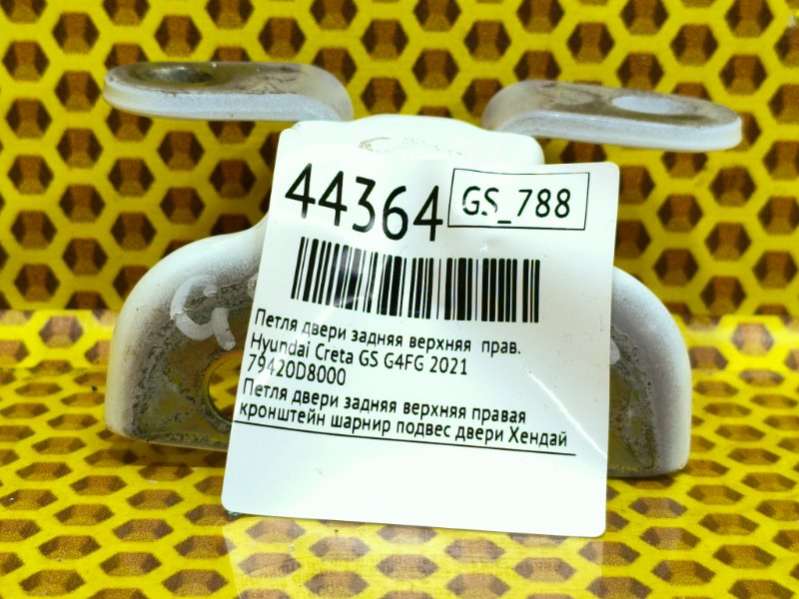 44364 GS_788
Петля двери задняя верхняя прав.
Hyundai Creta GS G4FG 2021
79420D8000
Петля двери задняя верхняя правая
кронштейн шарнир подвес двери Хендай